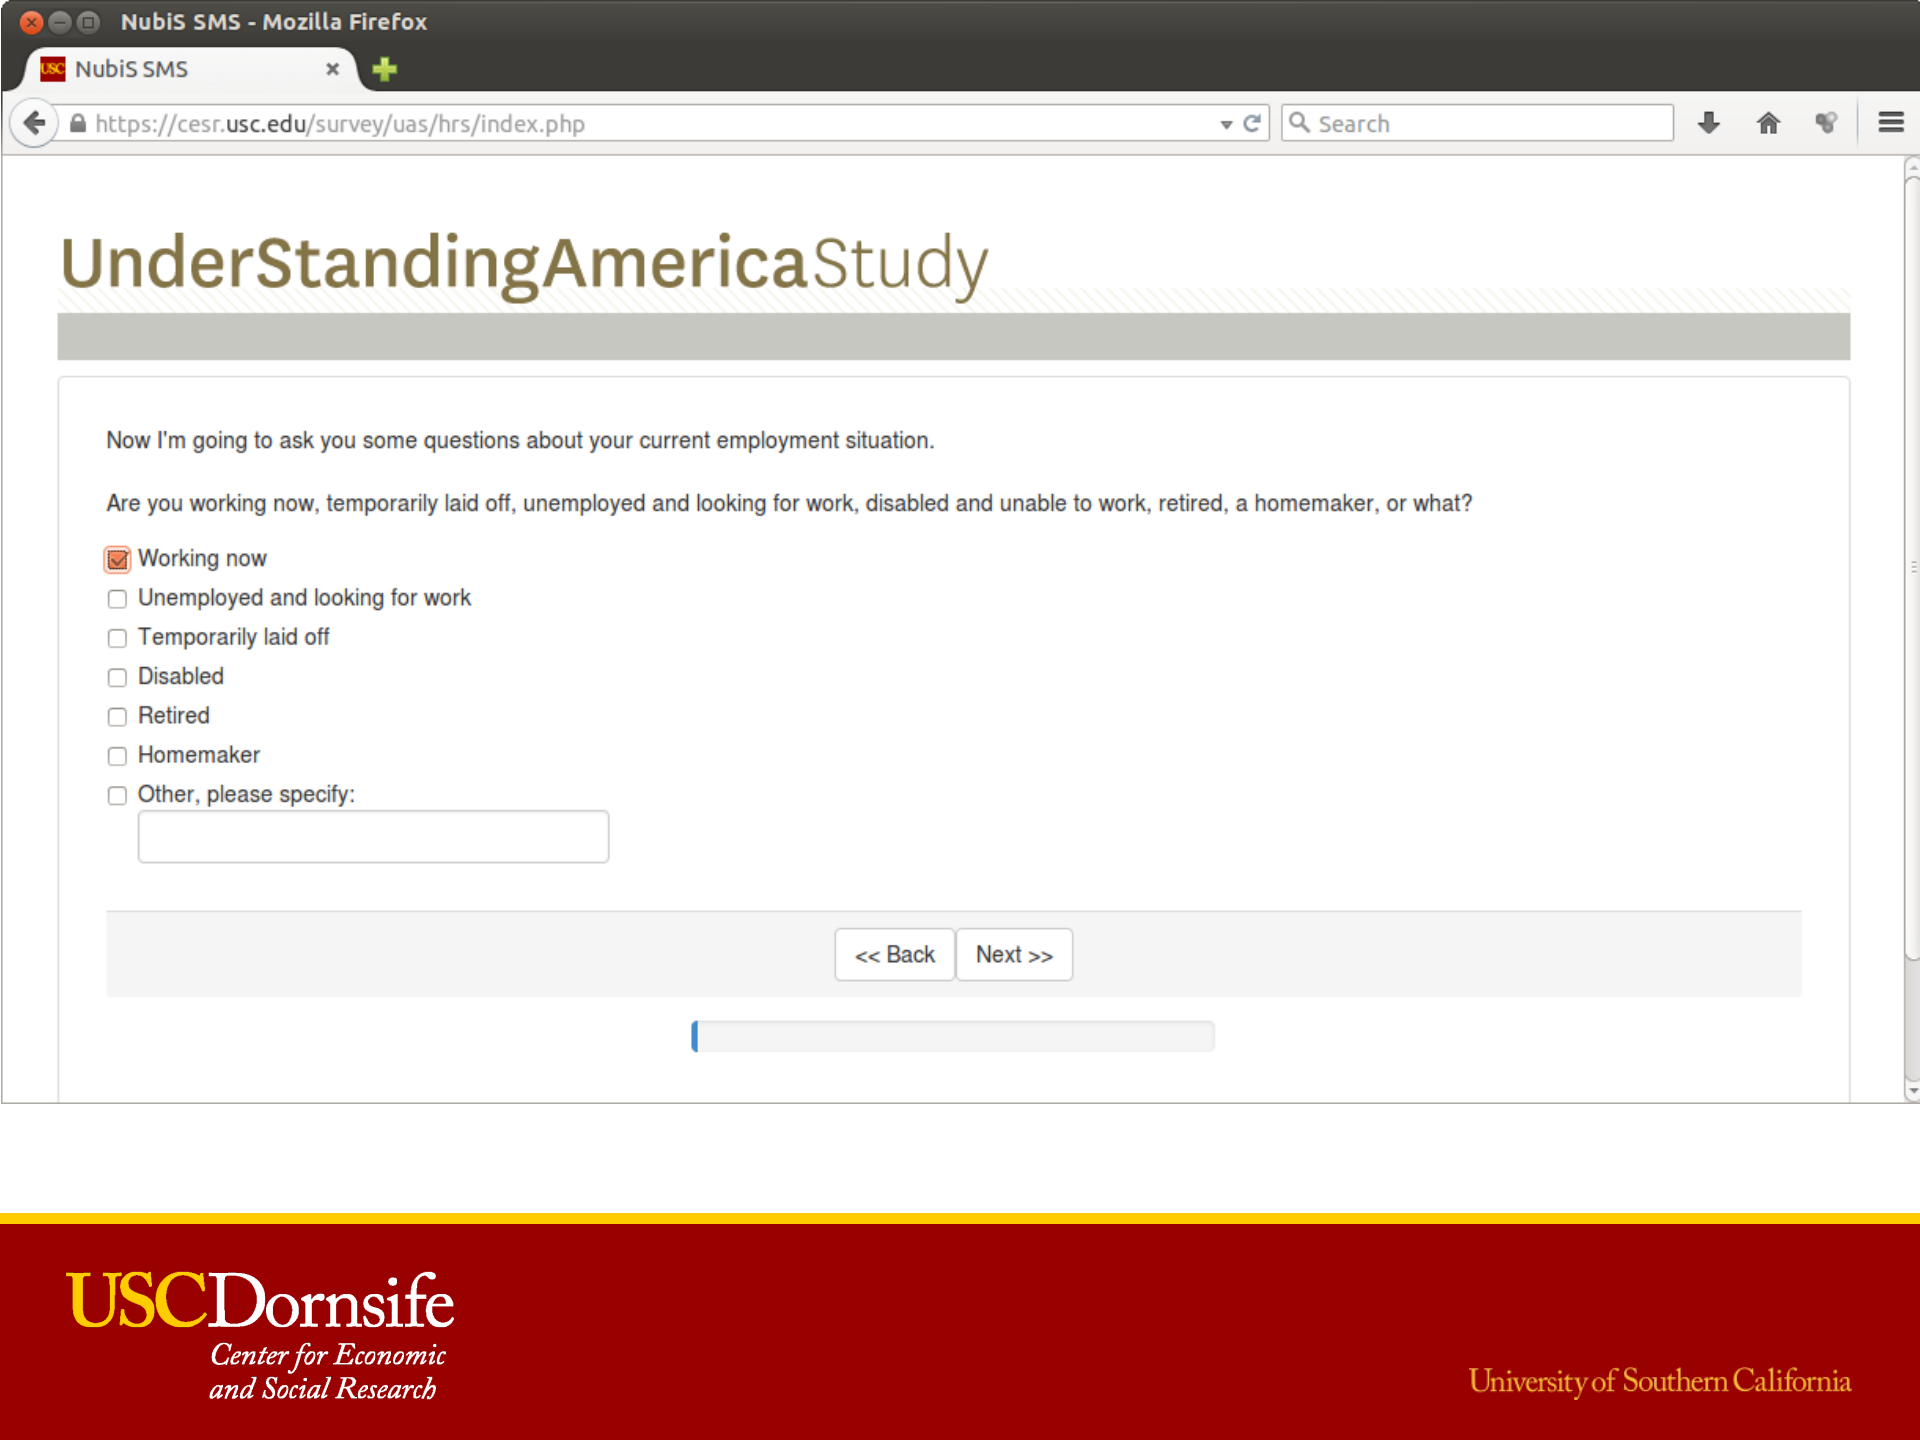 NubiS SMS - Mozilla Firefox
USC NubiS SMS
https://cesr.usc.edu/survey/uas/hrs/index.php
Search
UnderStandingAmericaStudy
Now I'm going to ask you some questions about your current employment situation.
Are you working now, temporarily laid off, unemployed and looking for work, disabled and unable to work, retired, a homemaker, or what?
Working now
Unemployed and looking for work
Temporarily laid off
Disabled
Retired
Homemaker
Other, please specify:
<< Back Next >>
USCDornsife
Center for Economic
and Social Research
University of Southern California